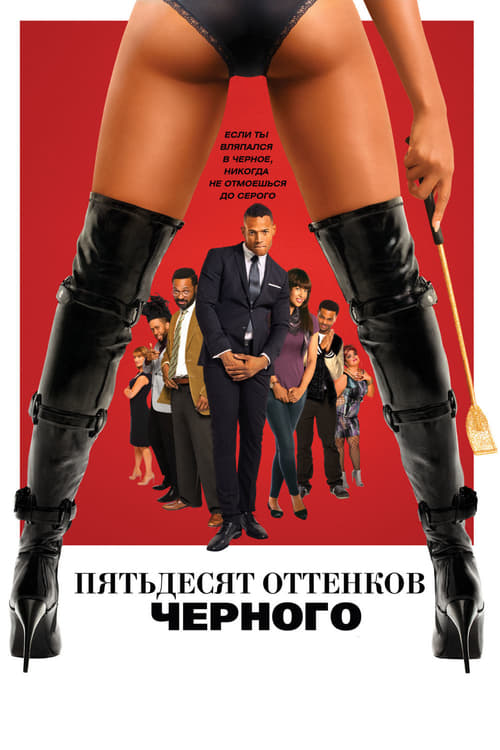 ЕСЛИ ТЫ
ВЛЯПАЛСЯ
В ЧЕРНОЕ,
НИКОГДА
НЕ ОТМОЕШЬСЯ
ДО СЕРОГО
ПЯТЬДЕСЯТ ОТТЕНКОВ
ЧЕРНОГО